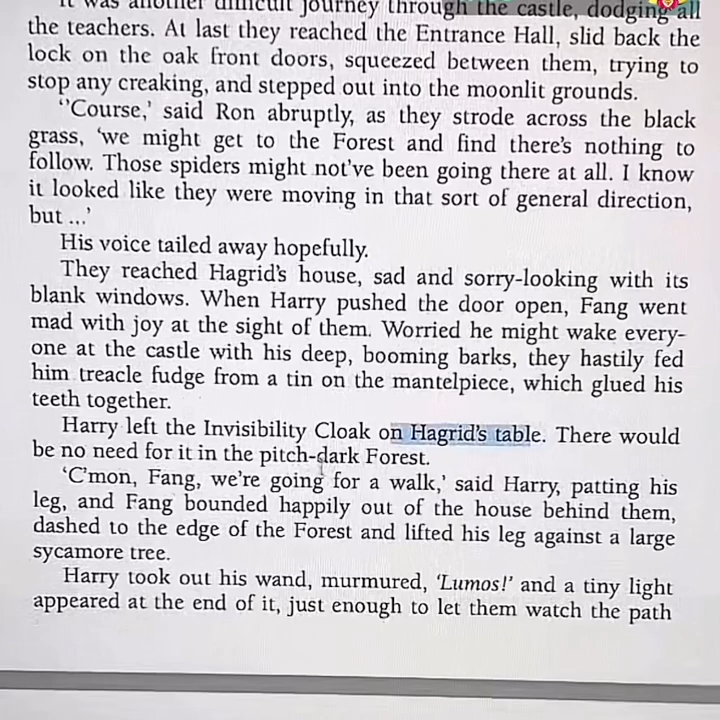 It was another difficult journey through the castle, dodging all
the teachers. At last they reached the Entrance Hall, slid back the
lock on the oak front doors, squeezed between them, trying to
stop any creaking, and stepped out into the moonlit grounds.
‘’Course,’ said Ron abruptly, as they strode across the black
grass, ‘we might get to the Forest and find there’s nothing to
follow. Those spiders might not’ve been going there at all. I know
it looked like they were moving in that sort of general direction,
but ...’
His voice tailed away hopefully.
They reached Hagrid’s house, sad and sorry-looking with its
blank windows. When Harry pushed the door open, Fang went
mad with joy at the sight of them. Worried he might wake every-
one at the castle with his deep, booming barks, they hastily fed
him treacle fudge from a tin on the mantelpiece, which glued his
teeth together.
Harry left the Invisibility Cloak on Hagrid’s table. There would
be no need for it in the pitch-dark Forest.
‘C’mon, Fang, we’re going for a walk,’ said Harry, patting his
leg, and Fang bounded happily out of the house behind them,
dashed to the edge of the Forest and lifted his leg against a large
sycamore tree.
Harry took out his wand, murmured, ‘Lumos!’ and a tiny light
appeared at the end of it, just enough to let them watch the path